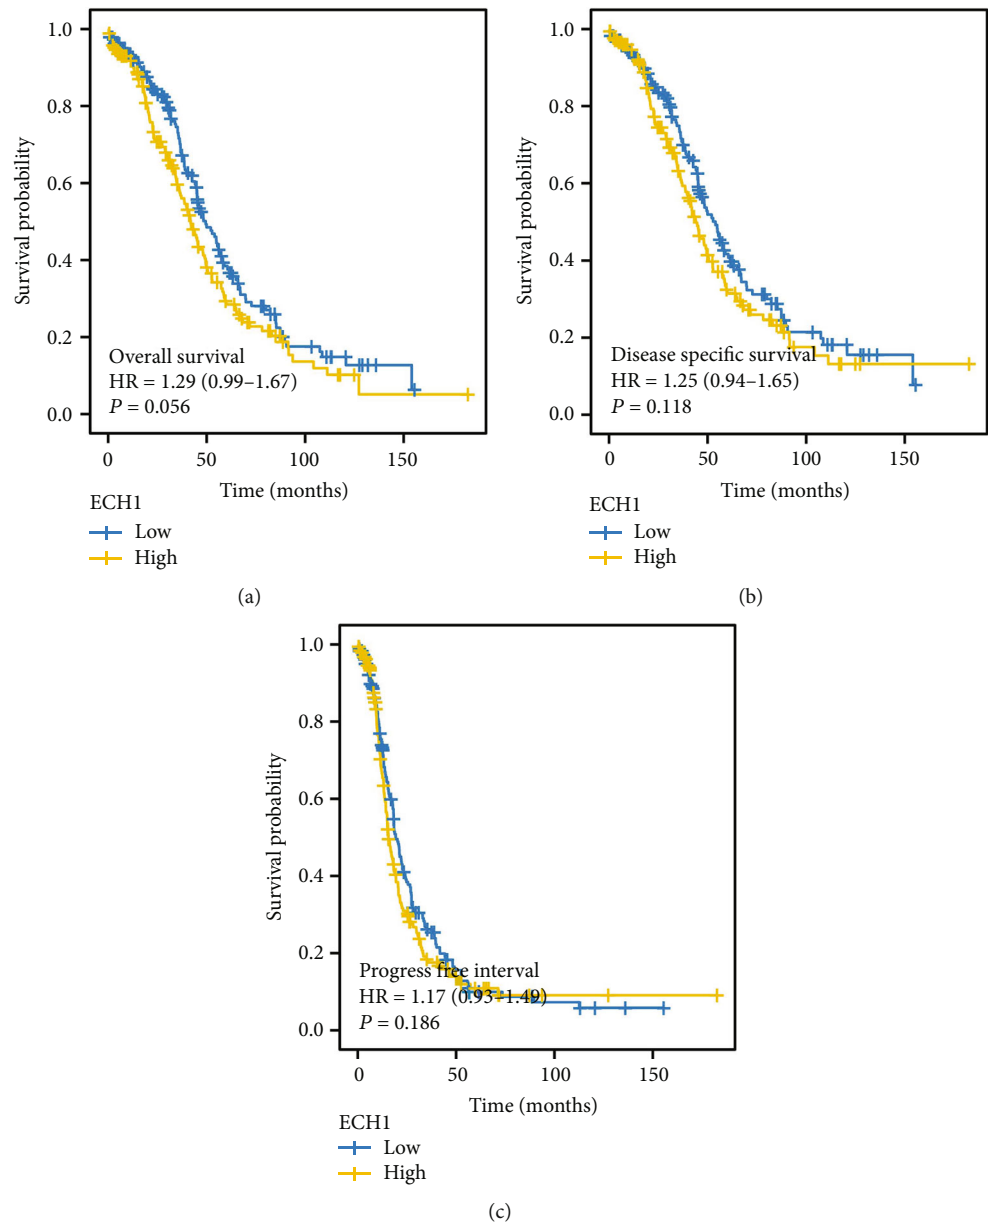 1.0
0.8
0.6
0.4
0.2
0.0
Survival probability
Overall survival
HR = 1.29 (0.99–1.67)
P = 0.056
0 50 100 150
Time (months)
ECH1
Low
High
(a)
1.0
0.8
0.6
0.4
0.2
0.0
Survival probability
Disease specific survival
HR = 1.25 (0.94–1.65)
P = 0.118
0 50 100 150
Time (months)
ECH1
Low
High
(b)
1.0
0.8
0.6
0.4
0.2
0.0
Survival probability
Progress free interval
HR = 1.17 (0.93–1.49)
P = 0.186
0 50 100 150
Time (months)
ECH1
Low
High
(c)